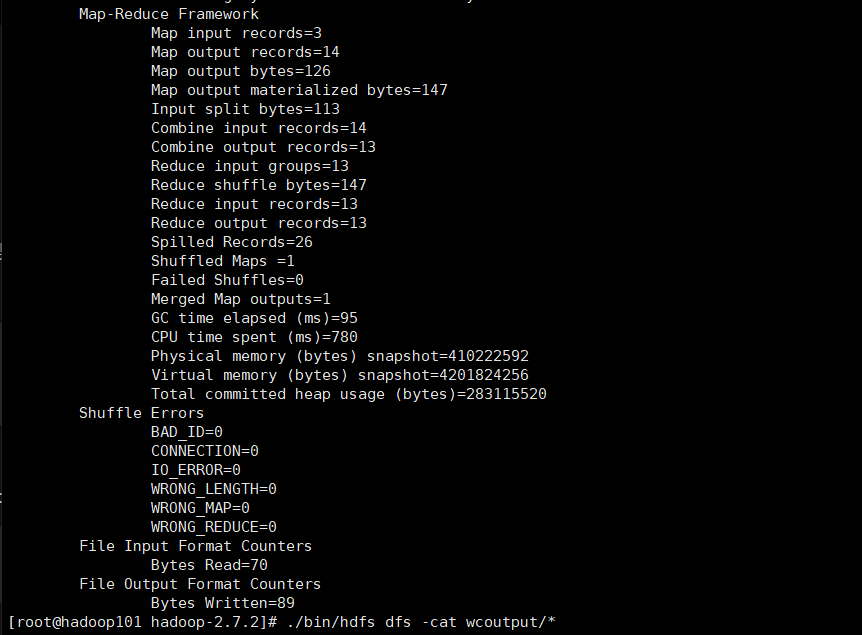 Map-Reduce Framework
Map input records=3
Map output records=14
Map output bytes=126
Map output materialized bytes=147
Input split bytes=113
Combine input records=14
Combine output records=13
Reduce input groups=13
Reduce shuffle bytes=147
Reduce input records=13
Reduce output records=13
Spilled Records=26
Shuffled Maps =1
Failed Shuffles=0
Merged Map outputs=1
GC time elapsed (ms)=95
CPU time spent (ms)=780
Physical memory (bytes) snapshot=410222592
Virtual memory (bytes) snapshot=4201824256
Total committed heap usage (bytes)=283115520
Shuffle Errors
BAD_ID=0
CONNECTION=0
IO_ERROR=0
WRONG_LENGTH=0
WRONG_MAP=0
WRONG_REDUCE=0
File Input Format Counters
Bytes Read=70
File Output Format Counters
Bytes Written=89
[root@hadoop101 hadoop-2.7.2]# ./bin/hdfs dfs -cat wcoutput/*